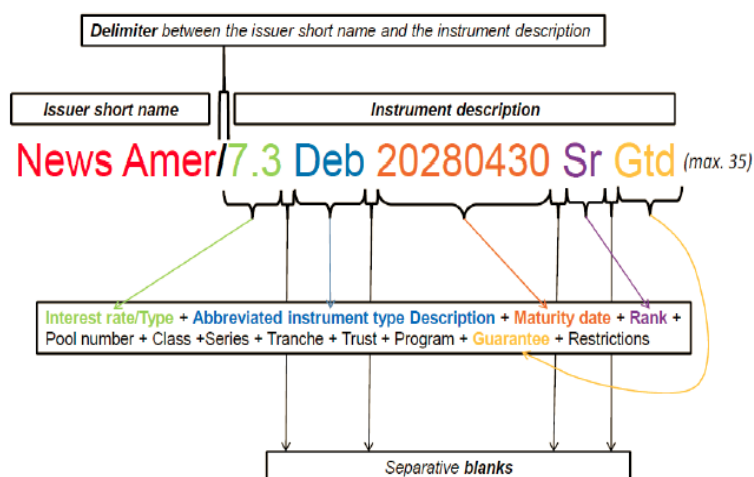 Delimiter between the issuer short name and the instrument description
Issuer short name
Instrument description
News Amer/7.3 Deb 20280430 Sr Gtd (max. 35)
Interest rate/Type + Abbreviated instrument type Description + Maturity date + Rank +
Pool number + Class +Series + Tranche + Trust + Program + Guarantee + Restrictions
Separative blanks